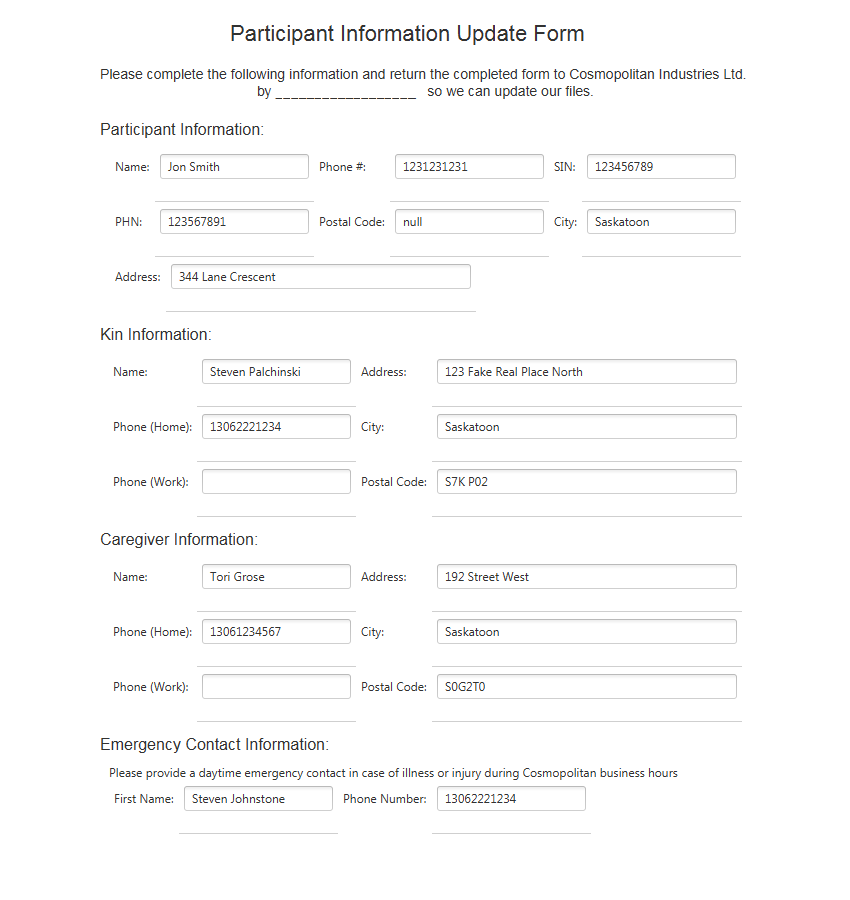 Participant Information Update Form
Please complete the following information and return the completed form to Cosmopolitan Industries Ltd.
by __________________ so we can update our files.
Participant Information:
Name: Jon Smith Phone #: 1231231231 SIN: 123456789
PHN: 123567891 Postal Code: null City: Saskatoon
Address: 344 Lane Crescent
Kin Information:
Name: Steven Palchinski Address: 123 Fake Real Place North
Phone (Home): 13062221234 City: Saskatoon
Phone (Work): Postal Code: S7K P02
Caregiver Information:
Name: Tori Grose Address: 192 Street West
Phone (Home): 13061234567 City: Saskatoon
Phone (Work): Postal Code: S0G2T0
Emergency Contact Information:
Please provide a daytime emergency contact in case of illness or injury during Cosmopolitan business hours
First Name: Steven Johnstone Phone Number: 13062221234